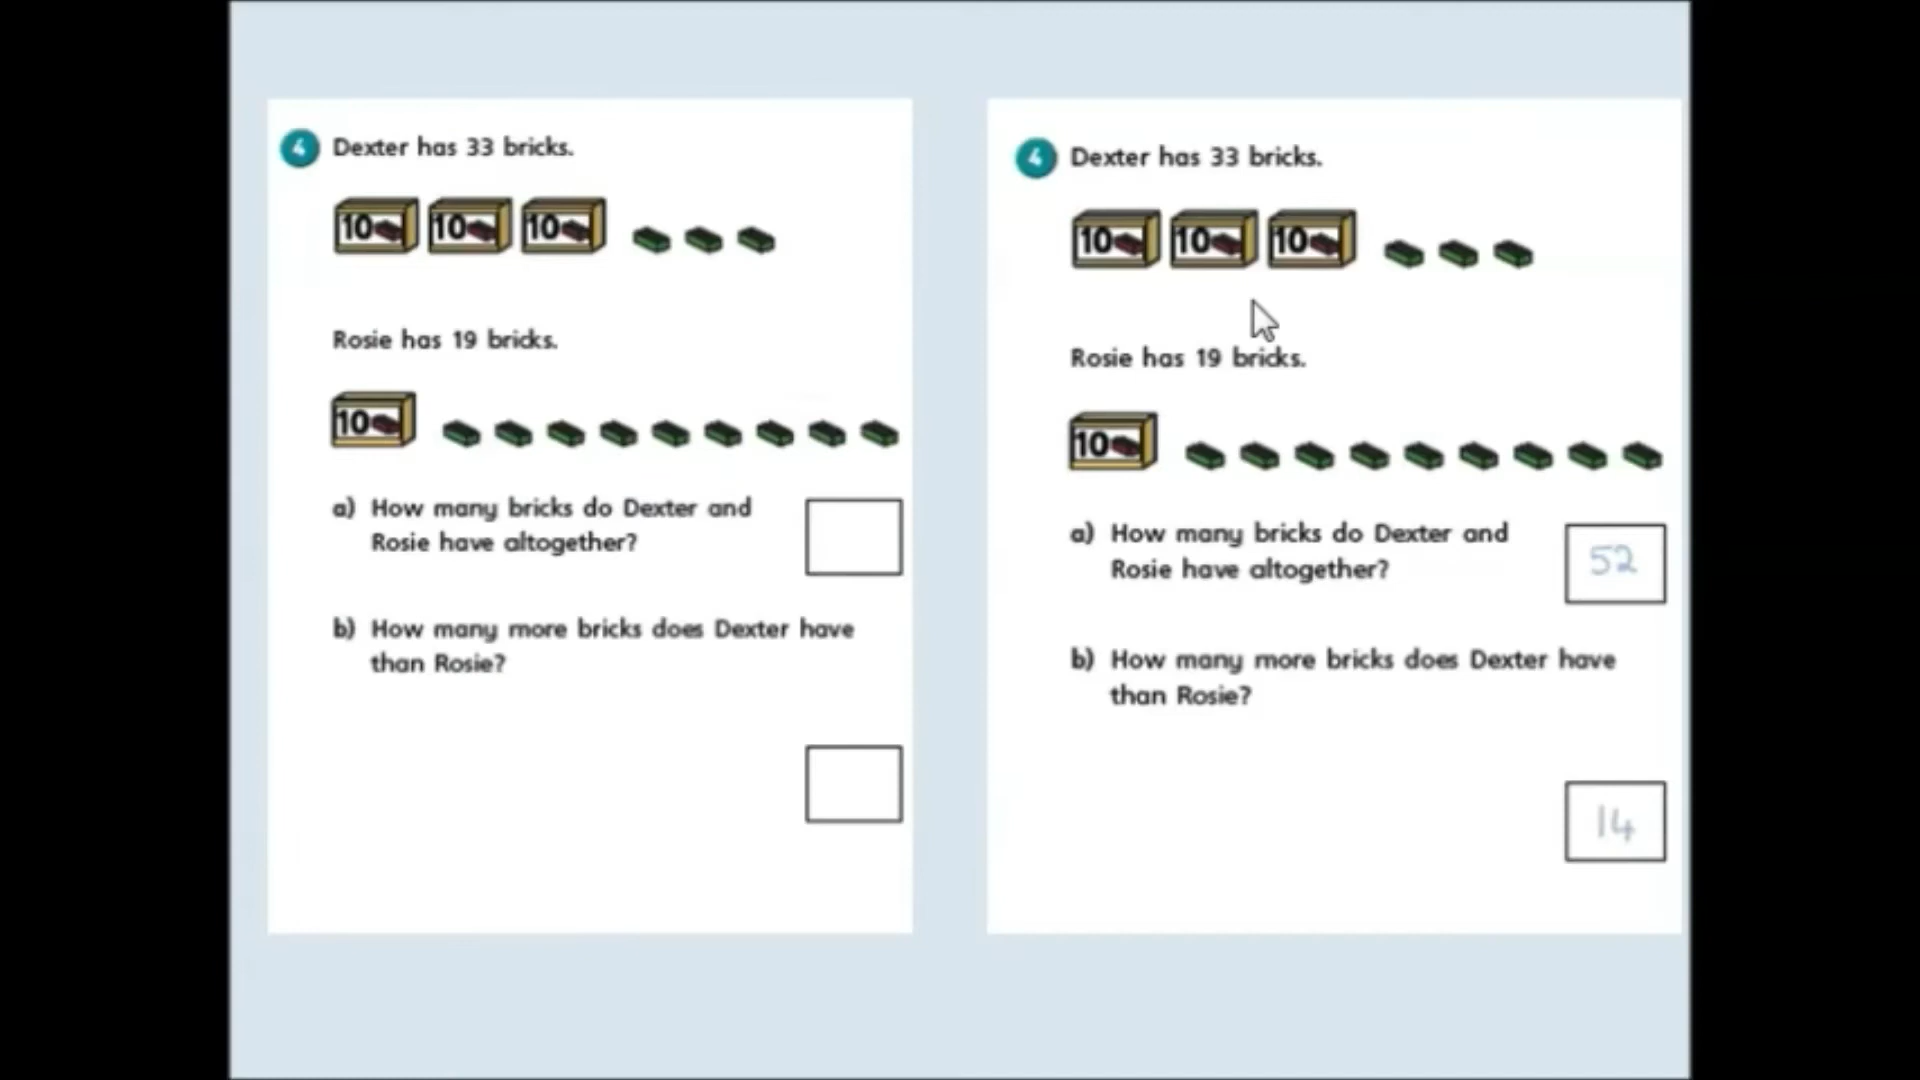 4 Dexter has 33 bricks.
10 10 10
Rosie has 19 bricks.
10
a) How many bricks do Dexter and
Rosie have altogether?
b) How many more bricks does Dexter have
than Rosie?
4 Dexter has 33 bricks.
10 10 10
Rosie has 19 bricks.
10
a) How many bricks do Dexter and
Rosie have altogether?
52
b) How many more bricks does Dexter have
than Rosie?
14